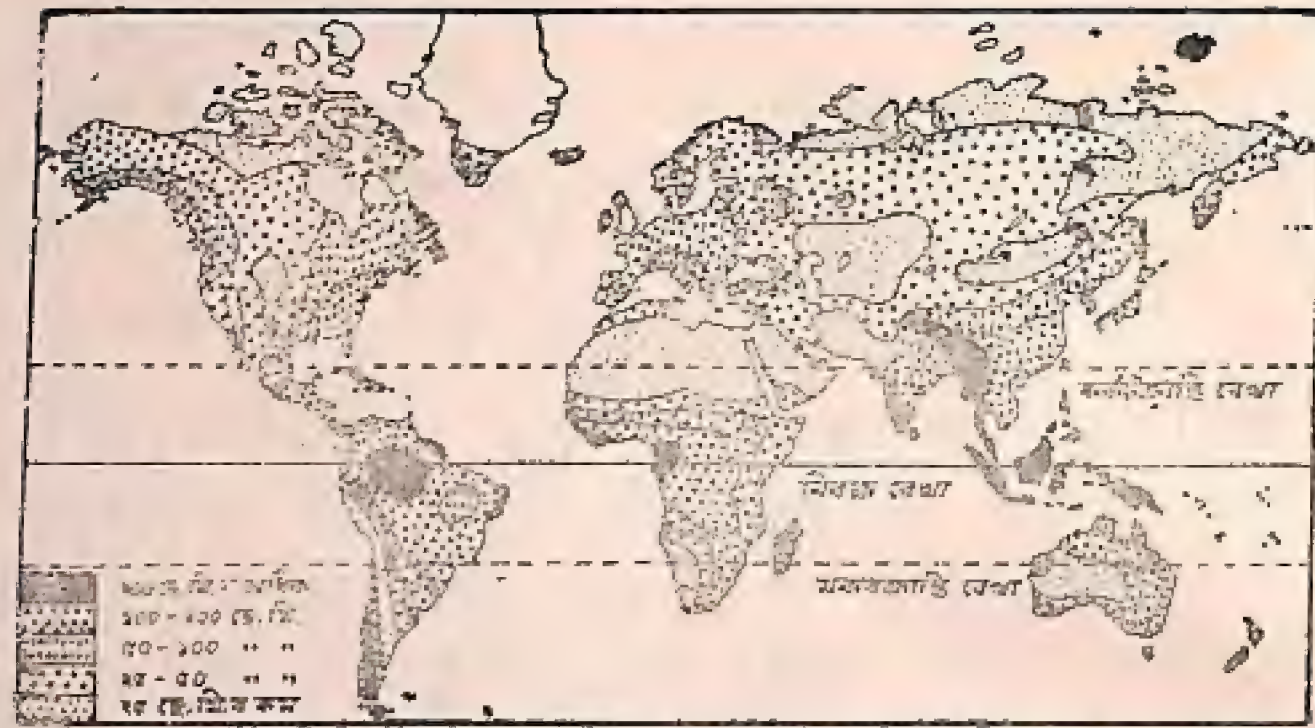 কর্কটক্রান্তি রেখা
নিরক্ষ রেখা
মকরক্রান্তি রেখা
১০০ - ২০০ সে. মি.
৫০ - ১০০ " "
২৫ - ৫০ " "
২৫ সে. মি.র কম